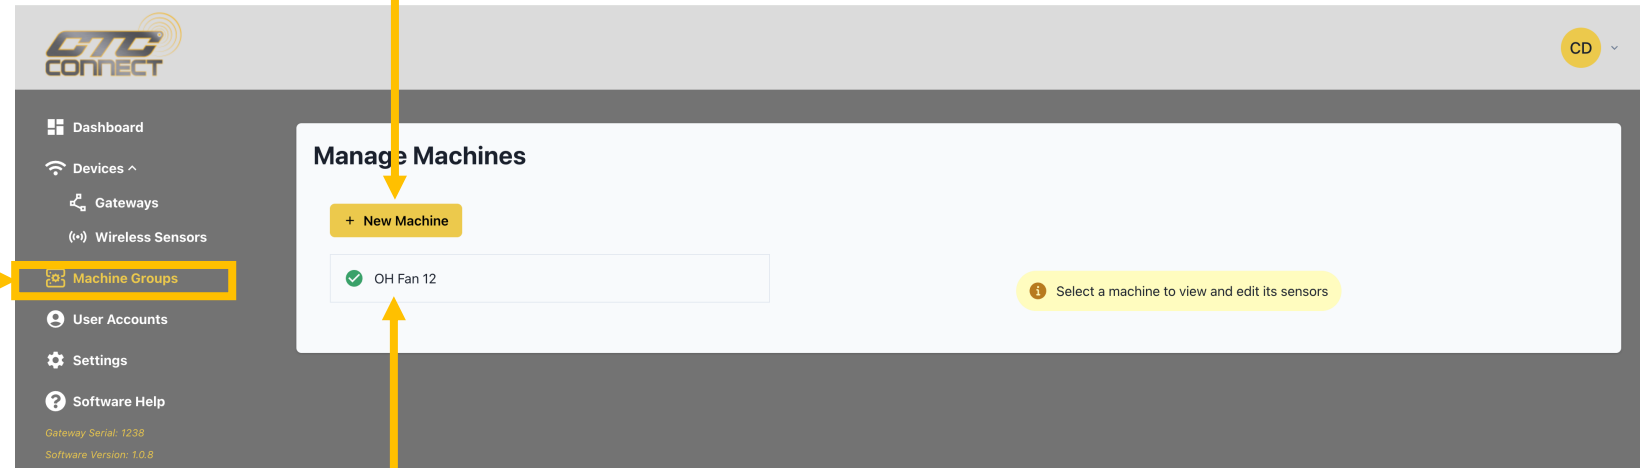 CTC
CONNECT
CD
Dashboard
Devices
Gateways
Wireless Sensors
Machine Groups
User Accounts
Settings
Software Help
Gateway Serial: 1238
Software Version: 1.0.8
Manage Machines
+ New Machine
OH Fan 12
Select a machine to view and edit its sensors